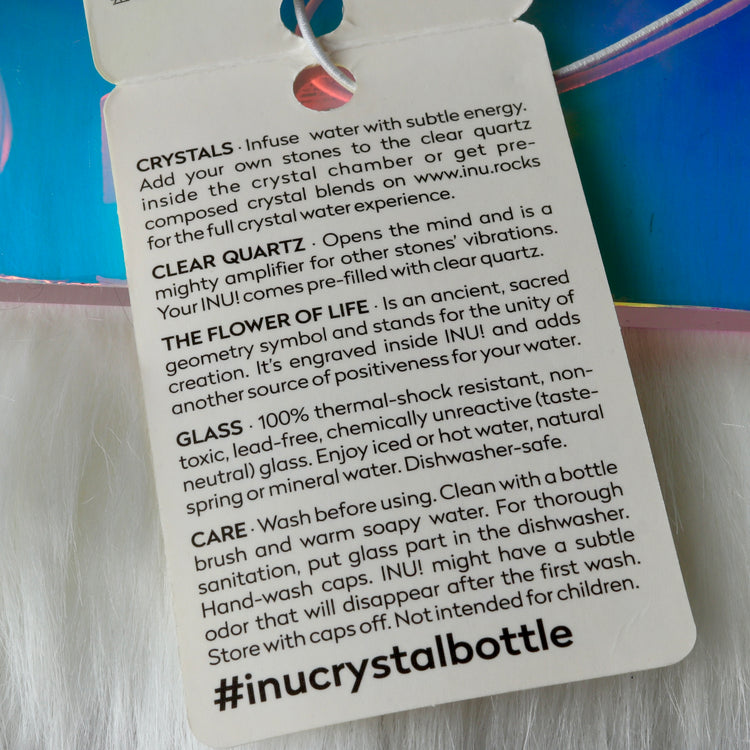 CRYSTALS · Infuse water with subtle energy.
Add your own stones to the clear quartz
inside the crystal chamber or get pre-
composed crystal blends on www.inu.rocks
for the full crystal water experience.
CLEAR QUARTZ · Opens the mind and is a
mighty amplifier for other stones' vibrations.
Your INU! comes pre-filled with clear quartz.
THE FLOWER OF LIFE · Is an ancient, sacred
geometry symbol and stands for the unity of
creation. It's engraved inside INU! and adds
another source of positiveness for your water.
GLASS · 100% thermal-shock resistant, non-
toxic, lead-free, chemically unreactive (taste-
neutral) glass. Enjoy iced or hot water, natural
spring or mineral water. Dishwasher-safe.
CARE · Wash before using. Clean with a bottle
brush and warm soapy water. For thorough
sanitation, put glass part in the dishwasher.
Hand-wash caps. INU! might have a subtle
odor that will disappear after the first wash.
Store with caps off. Not intended for children.
#inucrystalbottle